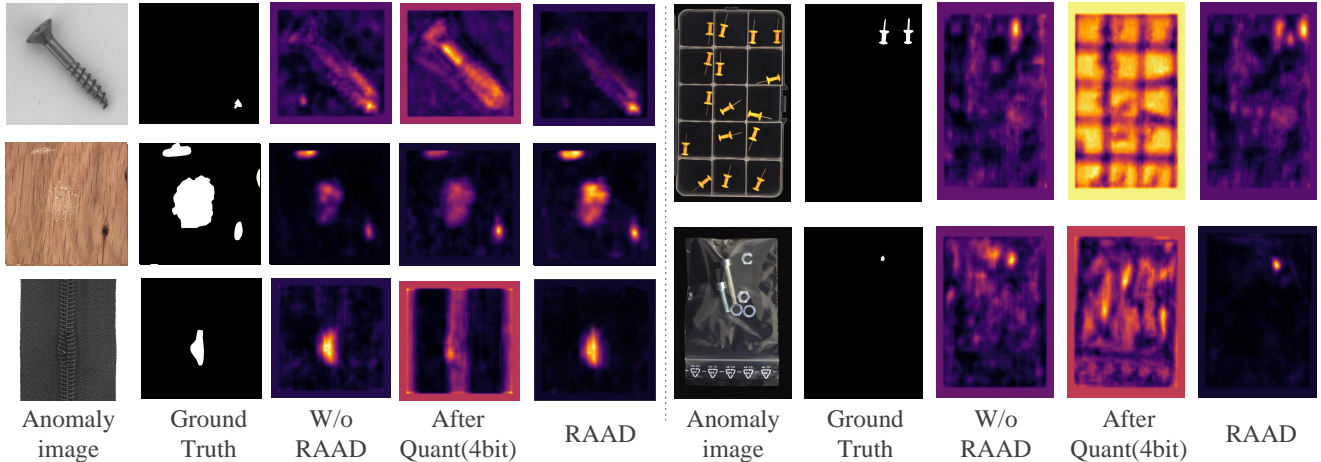 Anomaly
image
Ground
Truth
W/o
RAAD
After
Quant(4bit)
RAAD
Anomaly
image
Ground
Truth
W/o
RAAD
After
Quant(4bit)
RAAD